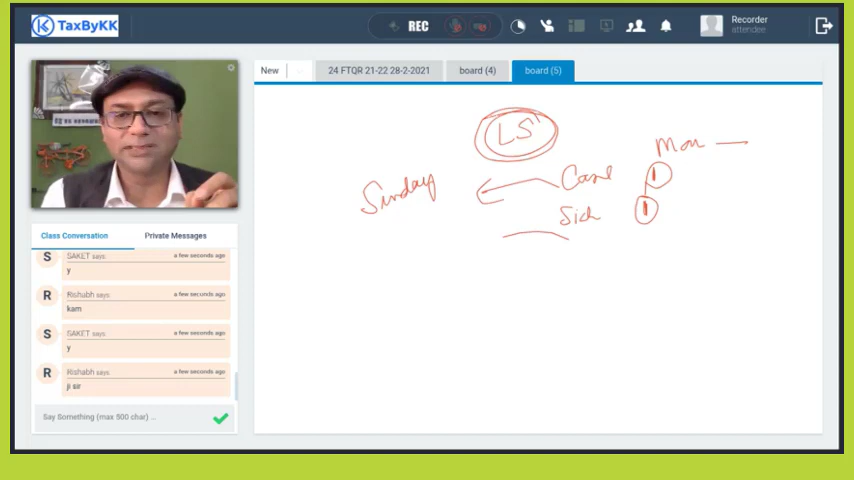 TaxByKK
REC
Recorder
attendee
New
24 FTQR 21-22 28-2-2021
board (4)
board (5)
LS
Mon
Sunday
1
Sick
1
Class Conversation
Private Messages
S
SAKET says:
a few seconds ago
y
R
Rishabh says:
a few seconds ago
kam
S
SAKET says:
a few seconds ago
y
R
Rishabh says:
a few seconds ago
ji sir
Say Something (max 500 char) ...